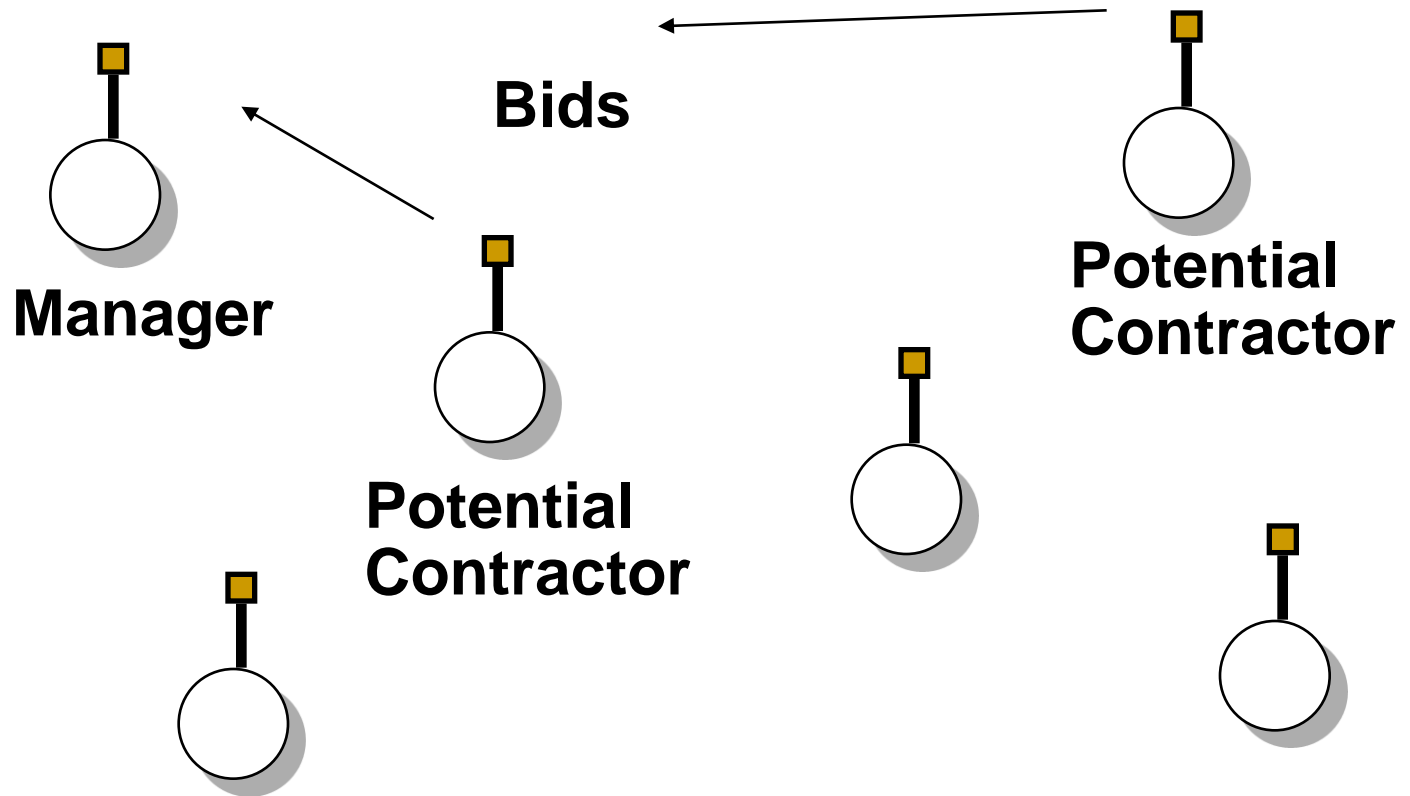 Bids
Manager
Potential
Contractor
Potential
Contractor